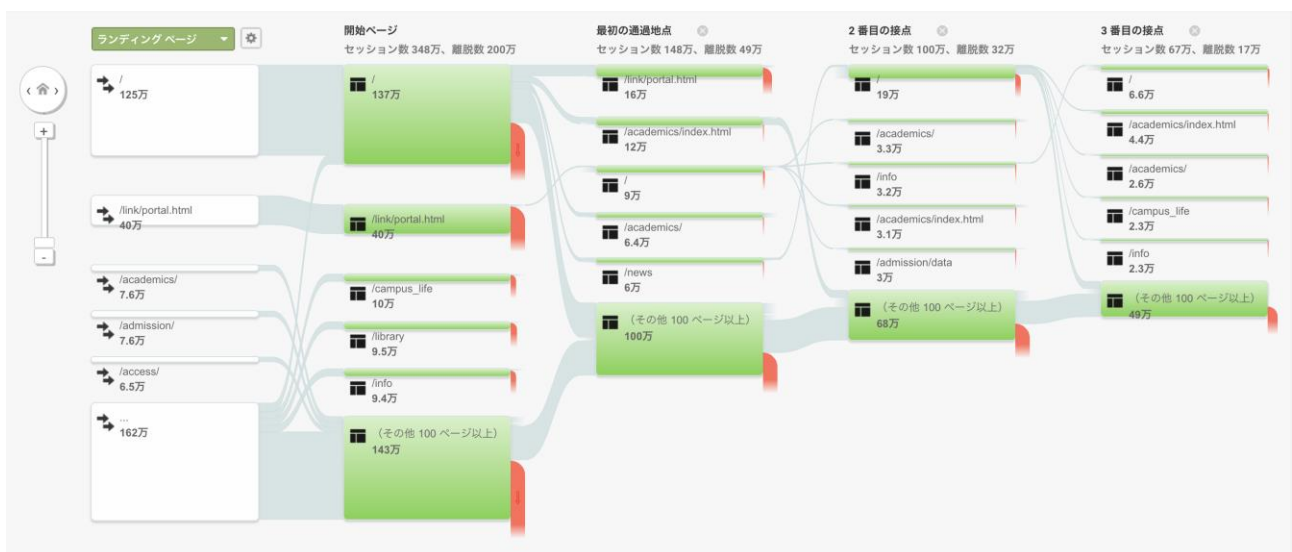 ランディング ページ
/
125万
/link/portal.html
40万
/academics/
7.6万
/admission/
7.6万
/access/
6.5万
...
162万
+
-
開始ページ
セッション数 348万、離脱数 200万
/
137万
/link/portal.html
40万
/campus_life
10万
/library
9.5万
/info
9.4万
(その他 100 ページ以上)
143万
最初の通過地点
セッション数 148万、離脱数 49万
/link/portal.html
16万
/academics/index.html
12万
/
9万
/academics/
6.4万
/news
6万
(その他 100 ページ以上)
100万
2 番目の接点
セッション数 100万、離脱数 32万
/
19万
/academics/
3.3万
/info
3.2万
/academics/index.html
3.1万
/admission/data
3万
(その他 100 ページ以上)
68万
3 番目の接点
セッション数 67万、離脱数 17万
/
6.6万
/academics/index.html
4.4万
/academics/
2.6万
/campus_life
2.3万
/info
2.3万
(その他 100 ページ以上)
49万